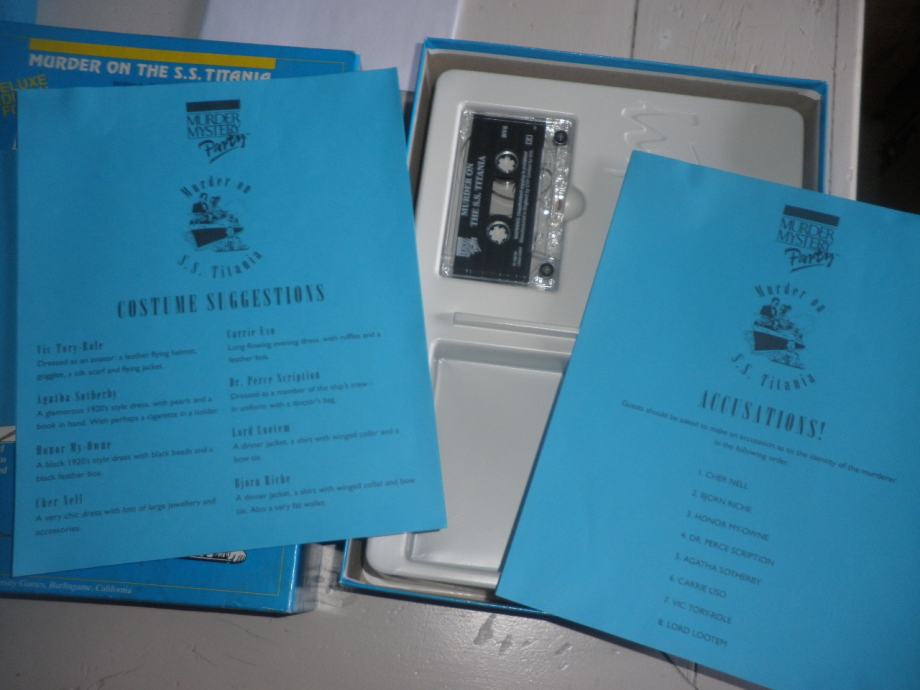 MURDER ON THE S.S. TITANIA
DELUXE
MURDER
MYSTERY
Party
Murder on
S.S. Titania
COSTUME SUGGESTIONS
Vic Tory-Role
Dressed as an aviator: a leather flying helmet,
goggles, a silk scarf and flying jacket.
Agatha Sotherby
A glamorous 1920's style dress, with pearls and a
book in hand. With perhaps a cigarette in a holder
Honor My-Owne
A black 1920's style dress with black beads and a
black feather boa.
Cher Nell
A very chic dress with lots of large jewellery and
accessories.
Carrie Uso
Long flowing evening dress, with ruffles and a
feather boa.
Dr. Perce Scription
Dressed as a member of the ship's crew -
in uniform with a doctor's bag.
Lord Lootem
A dinner jacket, a shirt with winged collar and a
bow tie.
Bjorn Riche
A dinner jacket, a shirt with winged collar and bow
tie. Also a very fat wallet.
University Games, Burlingame, California
MURDER ON
THE S.S. TITANIA
MURDER
MYSTERY
Party
Murder on
S.S. Titania
ACCUSATIONS!
Guests should be asked to make an accusation as to the identity of the murderer
in the following order:
1. CHER NELL
2. BJORN RICHE
3. HONOR MY-OWNE
4. DR. PERCE SCRIPTION
5. AGATHA SOTHERBY
6. CARRIE USO
7. VIC TORY-ROLE
8. LORD LOOTEM